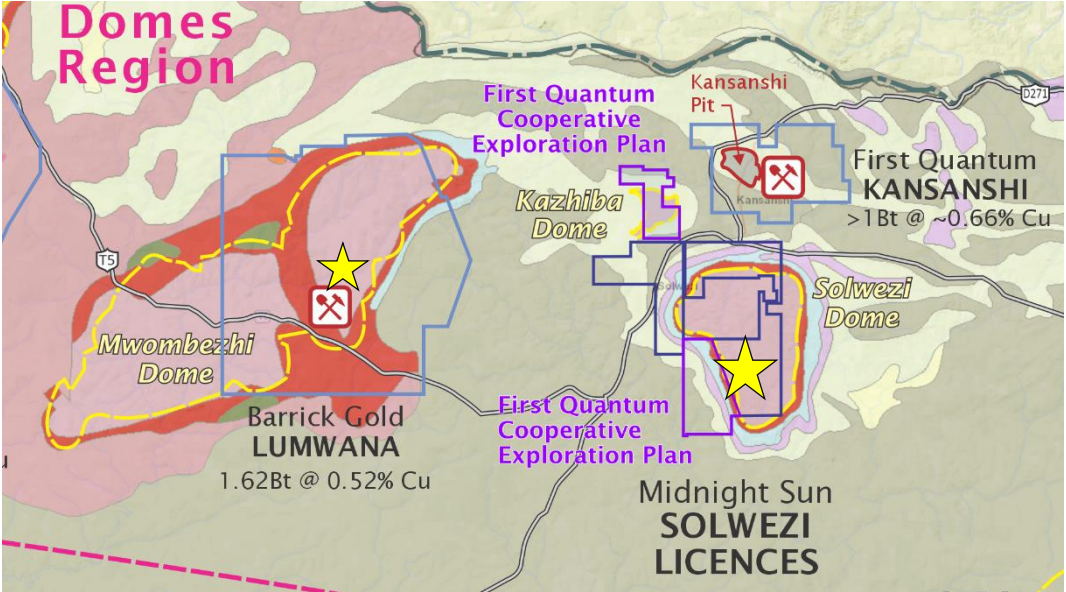 Domes
Region
First Quantum
Cooperative
Exploration Plan
Kansanshi
Pit
D271
First Quantum
KANSANSHI
>1Bt @ ~0.66% Cu
Kansanshi
Kazhiba
Dome
T5
Solwezi
Solwezi
Dome
Mwombezhi
Dome
Barrick Gold
LUMWANA
1.62Bt @ 0.52% Cu
First Quantum
Cooperative
Exploration Plan
Midnight Sun
SOLWEZI
LICENCES